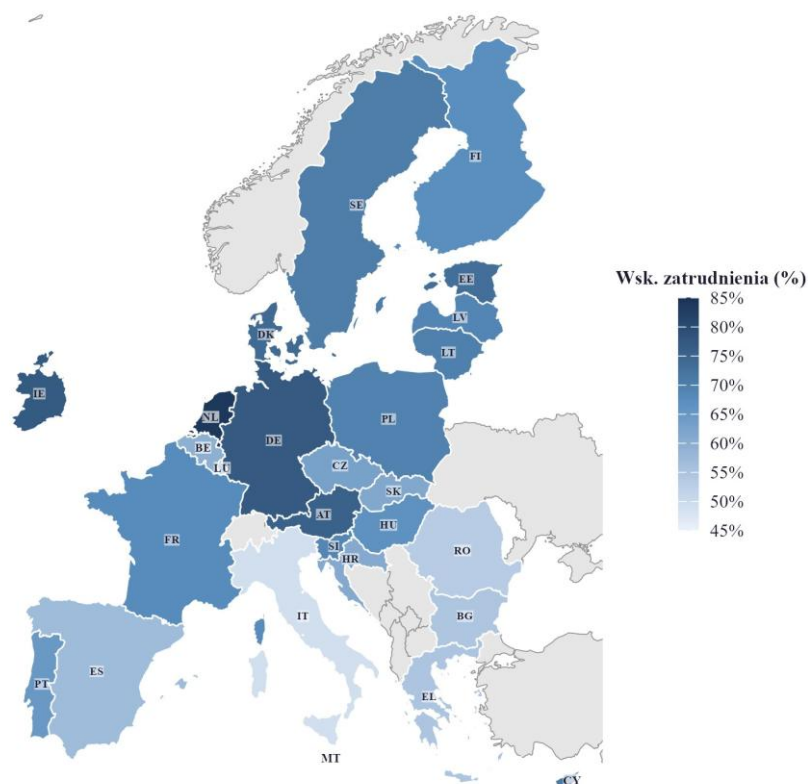 FI
SE
Wsk. zatrudnienia (%)
EE
85%
LV
80%
DK
LT
75%
IE
70%
NL
PL
65%
DE
BE
60%
LU
CZ
55%
SK
50%
AT
HU
45%
FR
SI
RO
HR
IT
BG
ES
PT
EL
MT
CY